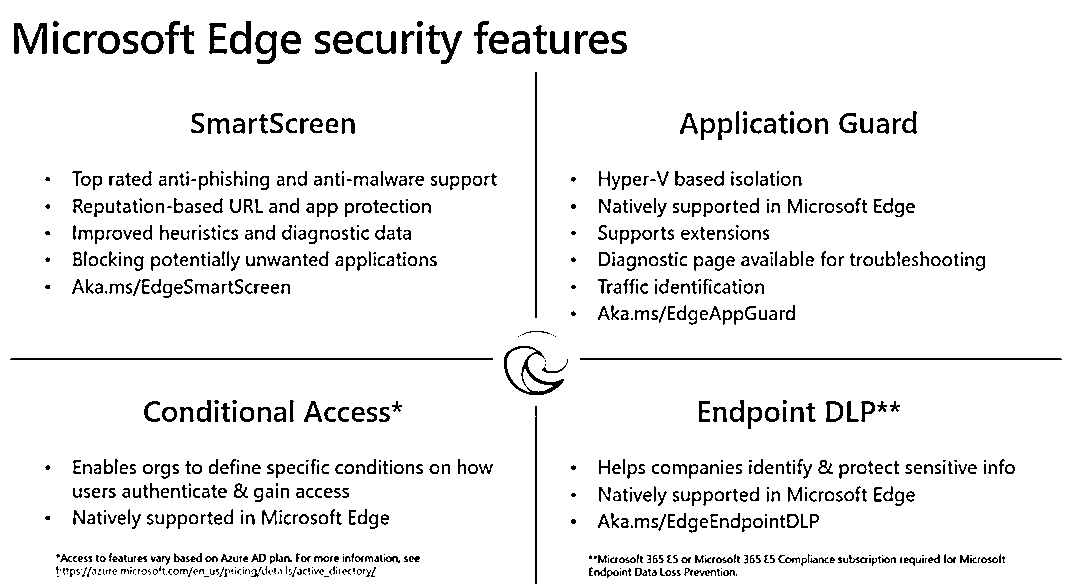 Microsoft Edge security features
SmartScreen
• Top rated anti-phishing and anti-malware support
• Reputation-based URL and app protection
• Improved heuristics and diagnostic data
• Blocking potentially unwanted applications
• Aka.ms/EdgeSmartScreen
Application Guard
• Hyper-V based isolation
• Natively supported in Microsoft Edge
• Supports extensions
• Diagnostic page available for troubleshooting
• Traffic identification
• Aka.ms/EdgeAppGuard
Conditional Access*
• Enables orgs to define specific conditions on how
users authenticate & gain access
• Natively supported in Microsoft Edge
*Access to features vary based on Azure AD plan. For more information, see
https://azure.microsoft.com/en_us/pricing/details/active_directory/
Endpoint DLP**
• Helps companies identify & protect sensitive info
• Natively supported in Microsoft Edge
• Aka.ms/EdgeEndpointDLP
**Microsoft 365 E5 or Microsoft 365 E5 Compliance subscription required for Microsoft
Endpoint Data Loss Prevention.